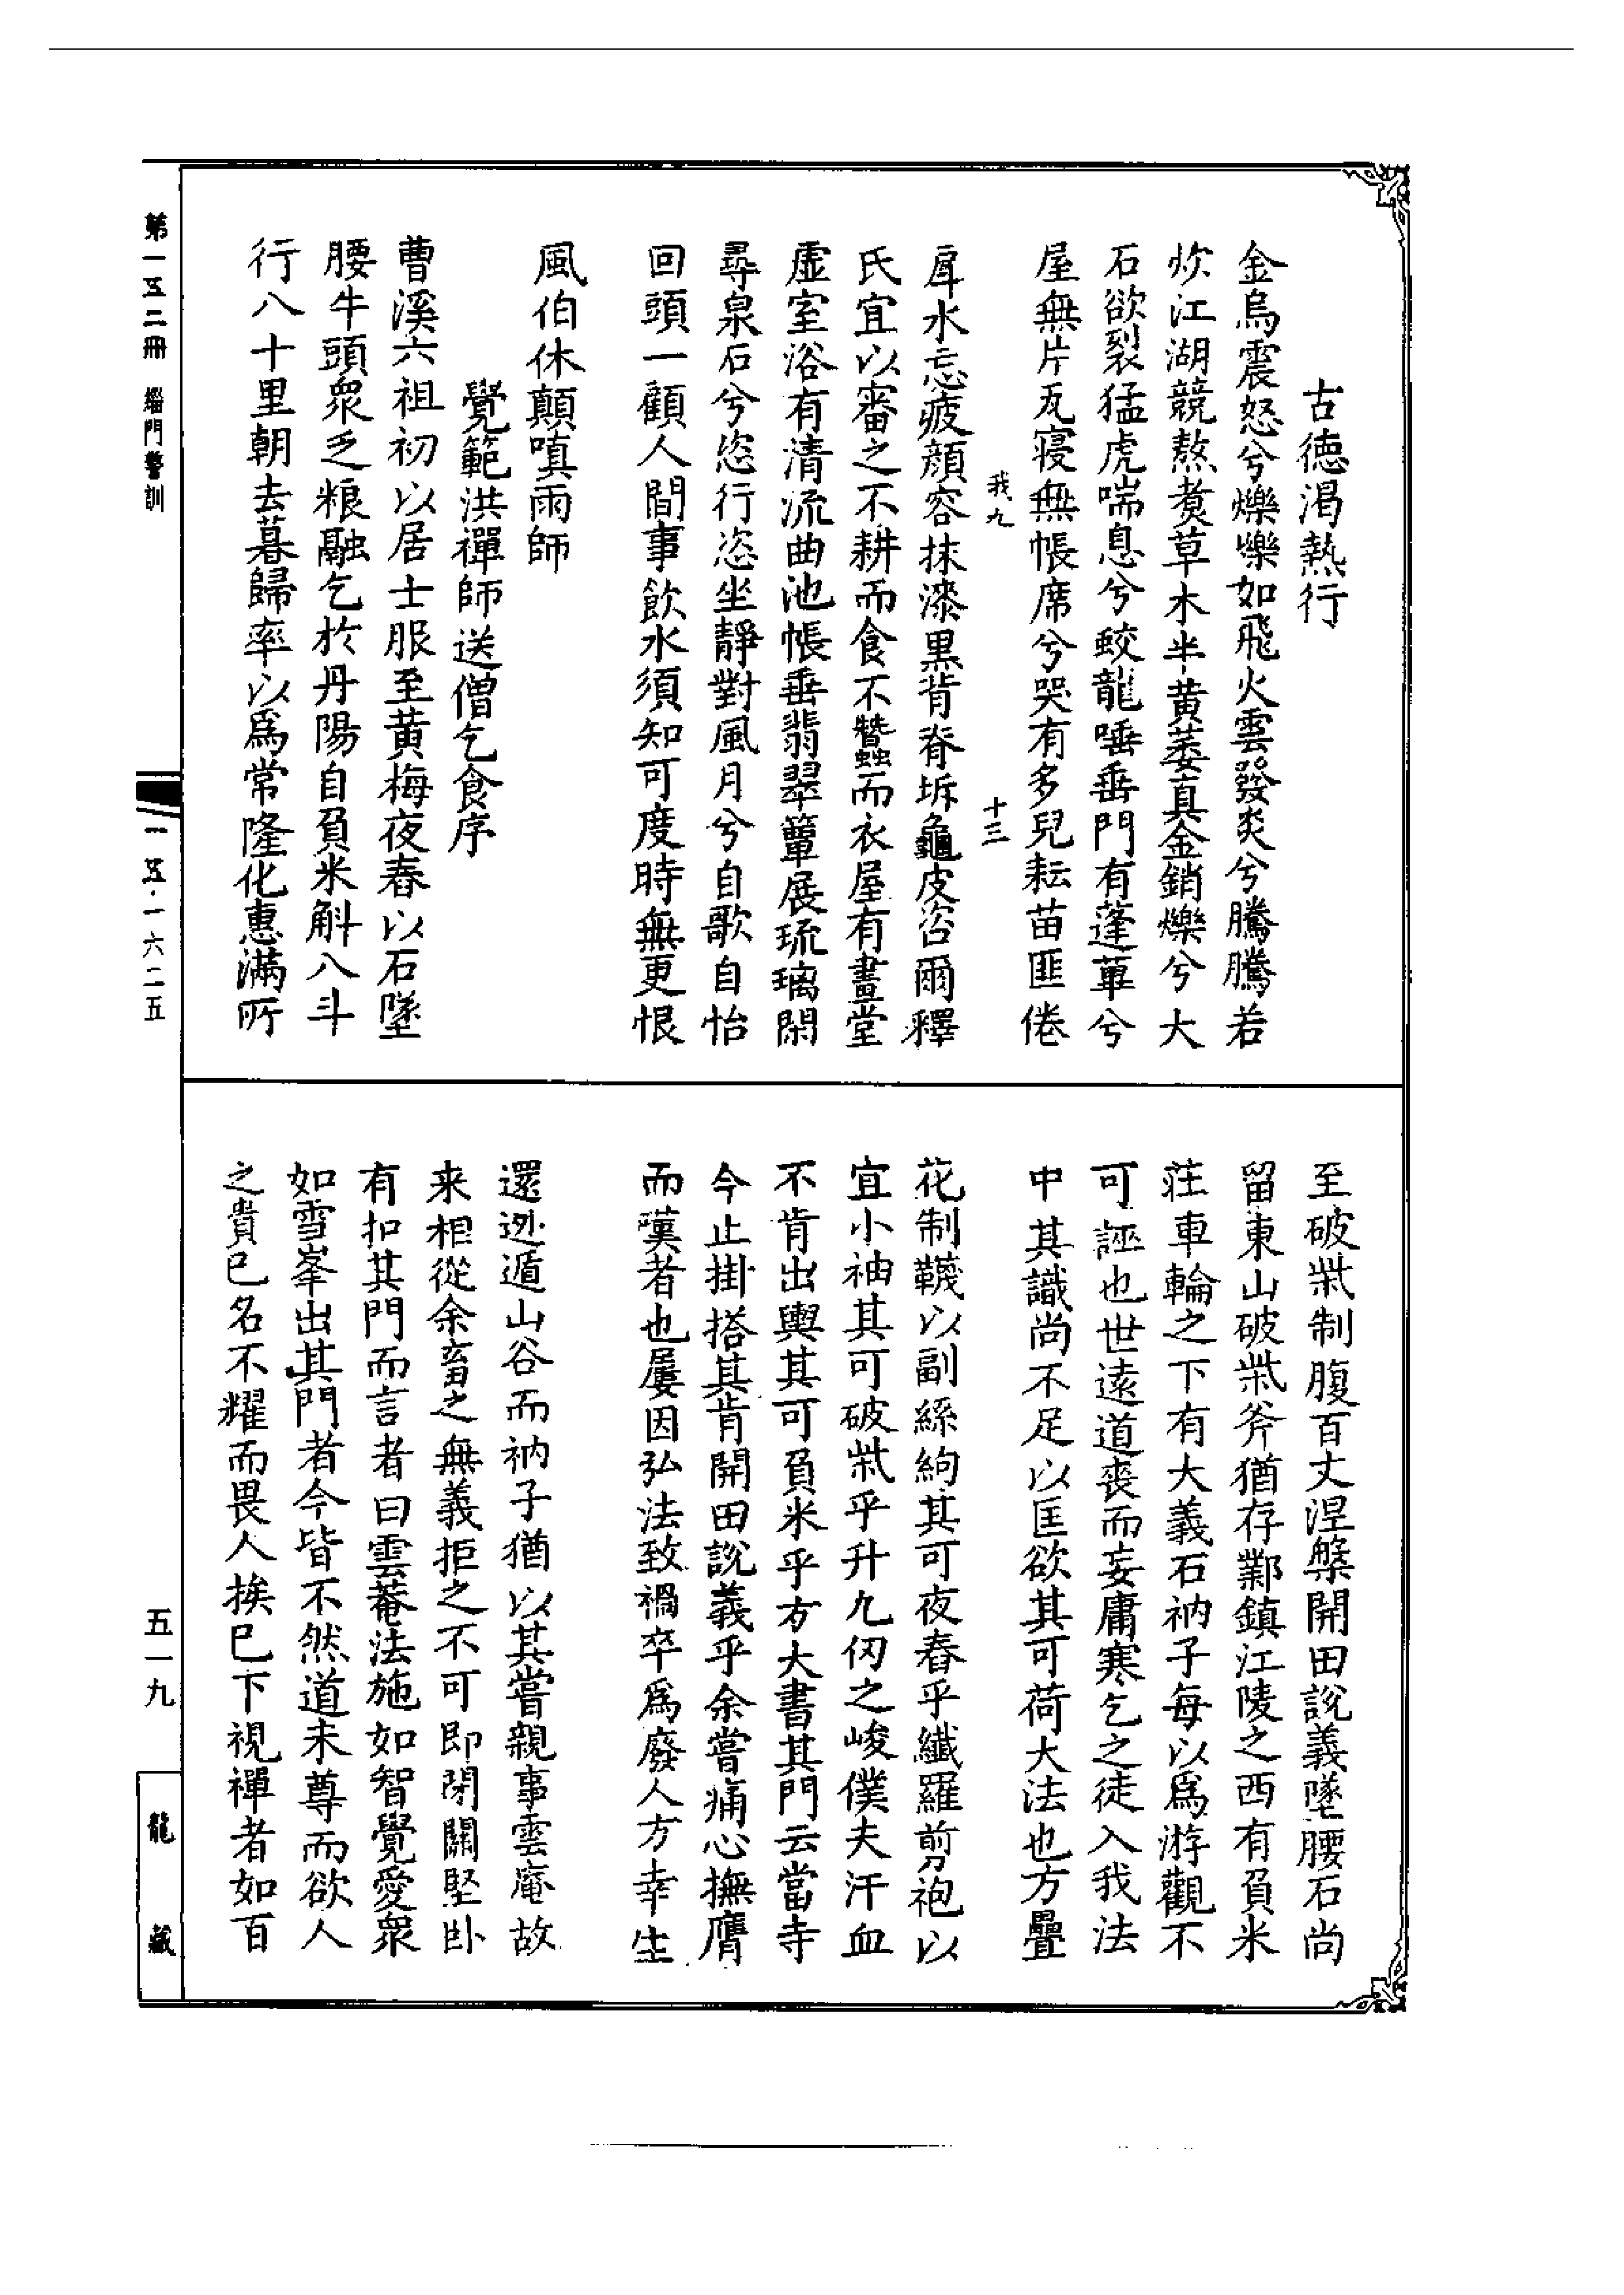 古德渴熱行
金烏震怒兮爍爍如飛火雲發炎兮騰騰若
炊江湖競熬煑草木半黄萎真金銷爍兮大
石欲裂猛虎喘息兮蛟龍唾垂門有蓬蓽兮
屋無片瓦寢無帳席兮哭有多兒耘苗匪倦
我九
十三
戽水忘疲顔容抹漆黒背脊坼龜皮咨爾釋
氏宜以審之不耕而食不蠶而衣屋有畫堂
虚室浴有清流曲池帳垂翡翠簟展琉璃閑
尋泉石兮恣行恣坐靜對風月兮自歌自怡
回頭一顧人間事飲水須知可度時無更恨
風伯休顛嗔雨師
覺範洪禪師送僧乞食序
曹溪六祖初以居士服至黄梅夜舂以石墜
腰牛頭衆乏粮融乞於丹陽自負米斛八斗
行八十里朝去暮歸率以爲常隆化惠滿所
至破柴制腹百丈涅槃開田說義墜腰石尚
留東山破柴斧猶存鄴鎮江陵之西有負米
莊車輪之下有大義石衲子每以爲游觀不
可誣也世遠道喪而妄庸寒乞之徒入我法
中其識尚不足以匡欲其可荷大法也方疊
花制韈以副絲絇其可夜舂乎纖羅剪袍以
宜小袖其可破柴乎升九仞之峻僕夫汗血
不肯出輿其可負米乎方大書其門云當寺
今止掛搭其肯開田說義乎余嘗痛心撫膺
而嘆者也屢因弘法致禍卒爲廢人方幸生
還逃遁山谷而衲子猶以其嘗親事雲庵故
来相從余畜之無義拒之不可即閉關堅卧
有扣其門而言者曰雲菴法施如智覺愛衆
如雪峯出其門者今皆不然道未尊而欲人
之貴已名不耀而畏人挨已下視禪者如百
第一五二冊　緇門警訓
一五·一六二五
五一九
龍藏